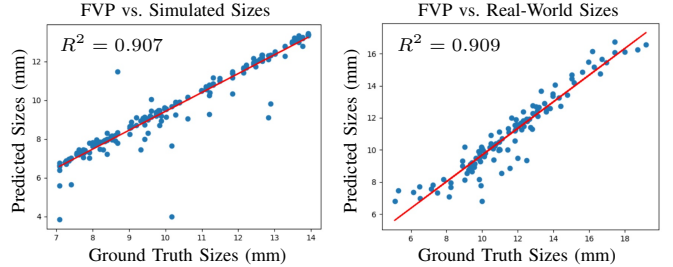 FVP vs. Simulated Sizes
R² = 0.907
Predicted Sizes (mm)
12
10
8
6
4
7 8 9 10 11 12 13 14
Ground Truth Sizes (mm)
FVP vs. Real-World Sizes
R² = 0.909
Predicted Sizes (mm)
16
14
12
10
8
6
6 8 10 12 14 16 18
Ground Truth Sizes (mm)